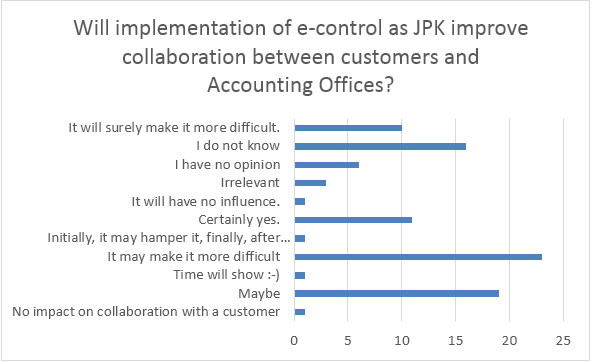 Will implementation of e-control as JPK improve
collaboration between customers and
Accounting Offices?
It will surely make it more difficult.
I do not know
I have no opinion
Irrelevant
It will have no influence.
Certainly yes.
Initially, it may hamper it, finally, after...
It may make it more difficult
Time will show :-)
Maybe
No impact on collaboration with a customer
0 5 10 15 20 25